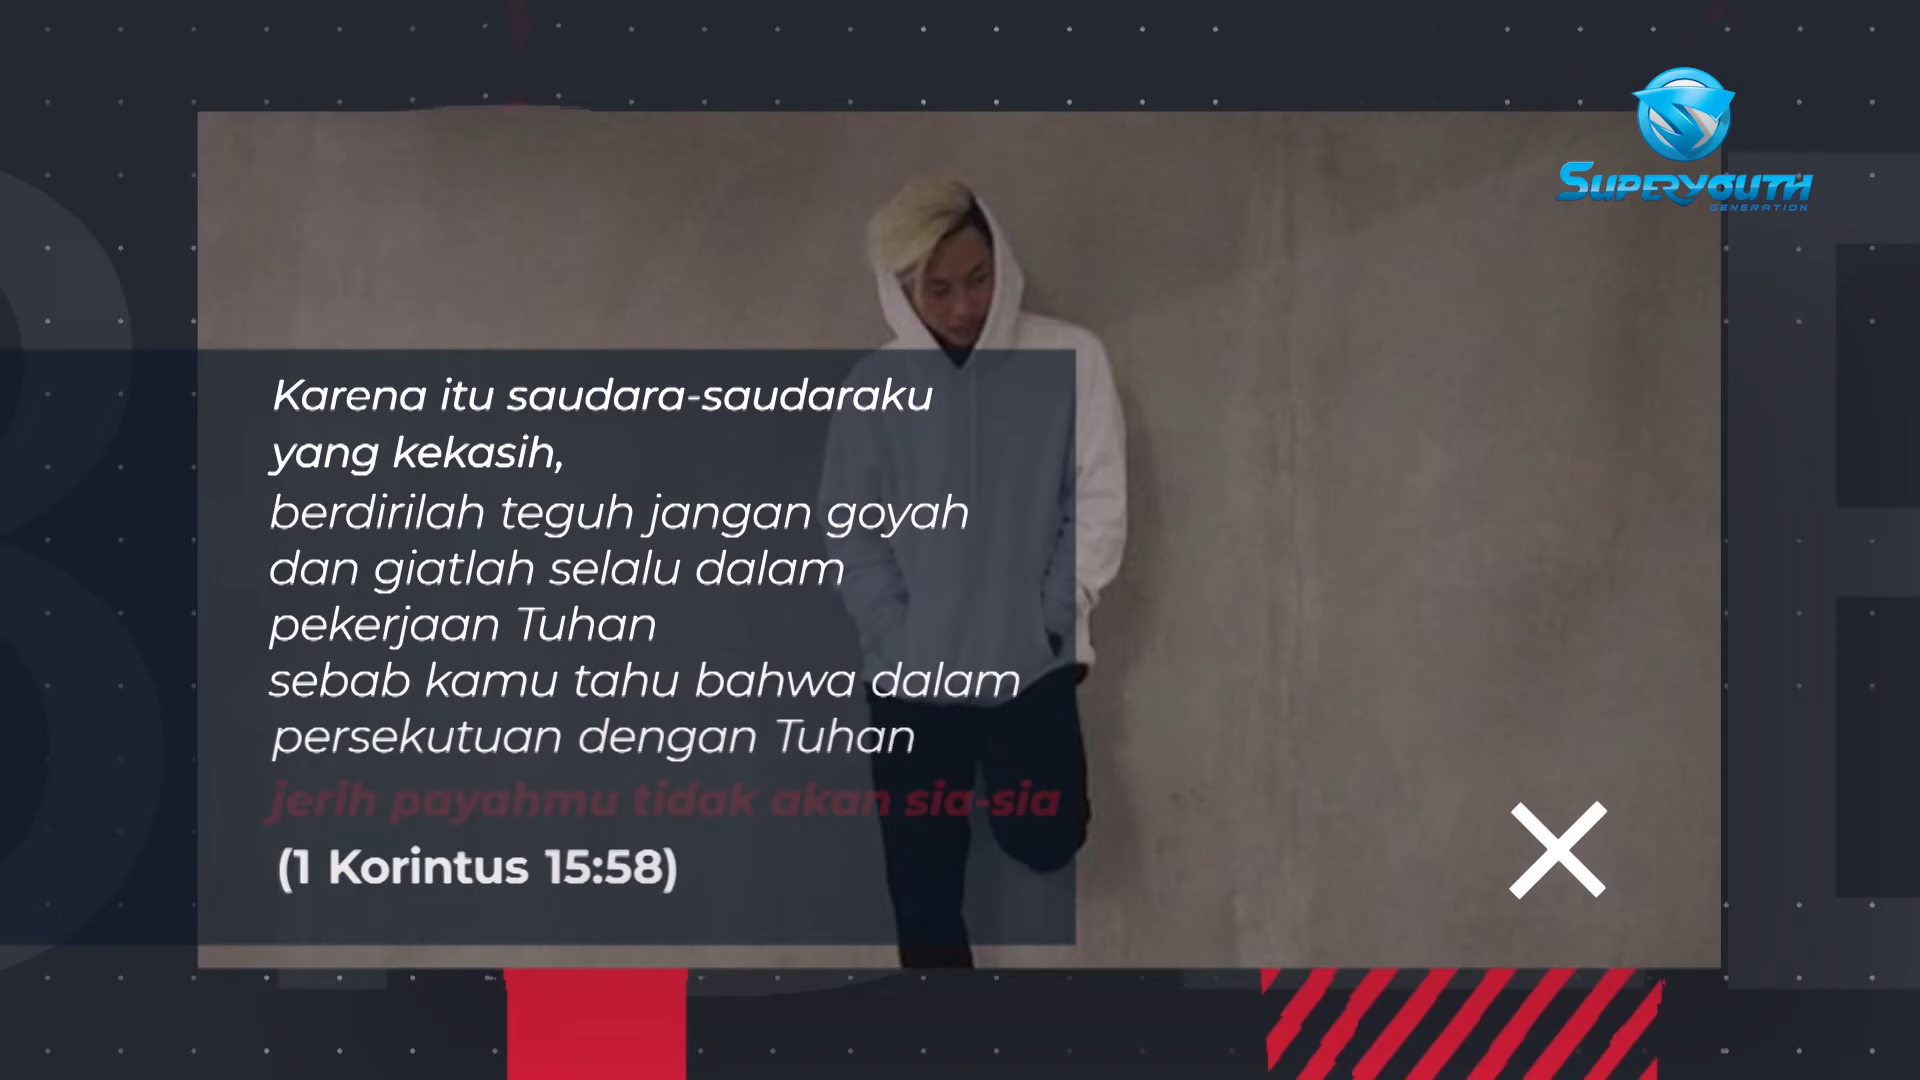 SUPERYOUTH
GENERATION
Karena itu saudara-saudaraku
yang kekasih,
berdirilah teguh jangan goyah
dan giatlah selalu dalam
pekerjaan Tuhan
sebab kamu tahu bahwa dalam
persekutuan dengan Tuhan
jerih payahmu tidak akan sia-sia
(1 Korintus 15:58)